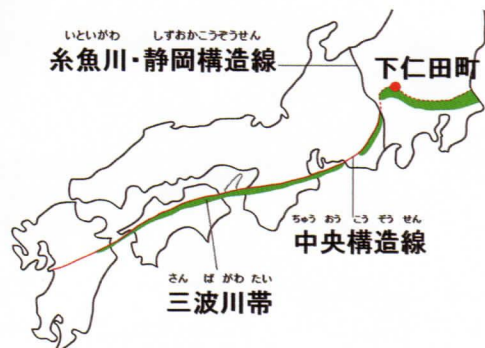 いといがわ しずおかこうぞうせん
糸魚川・静岡構造線
下仁田町
ちゅう おう こう ぞう せん
中央構造線
さん ば がわ たい
三波川帯